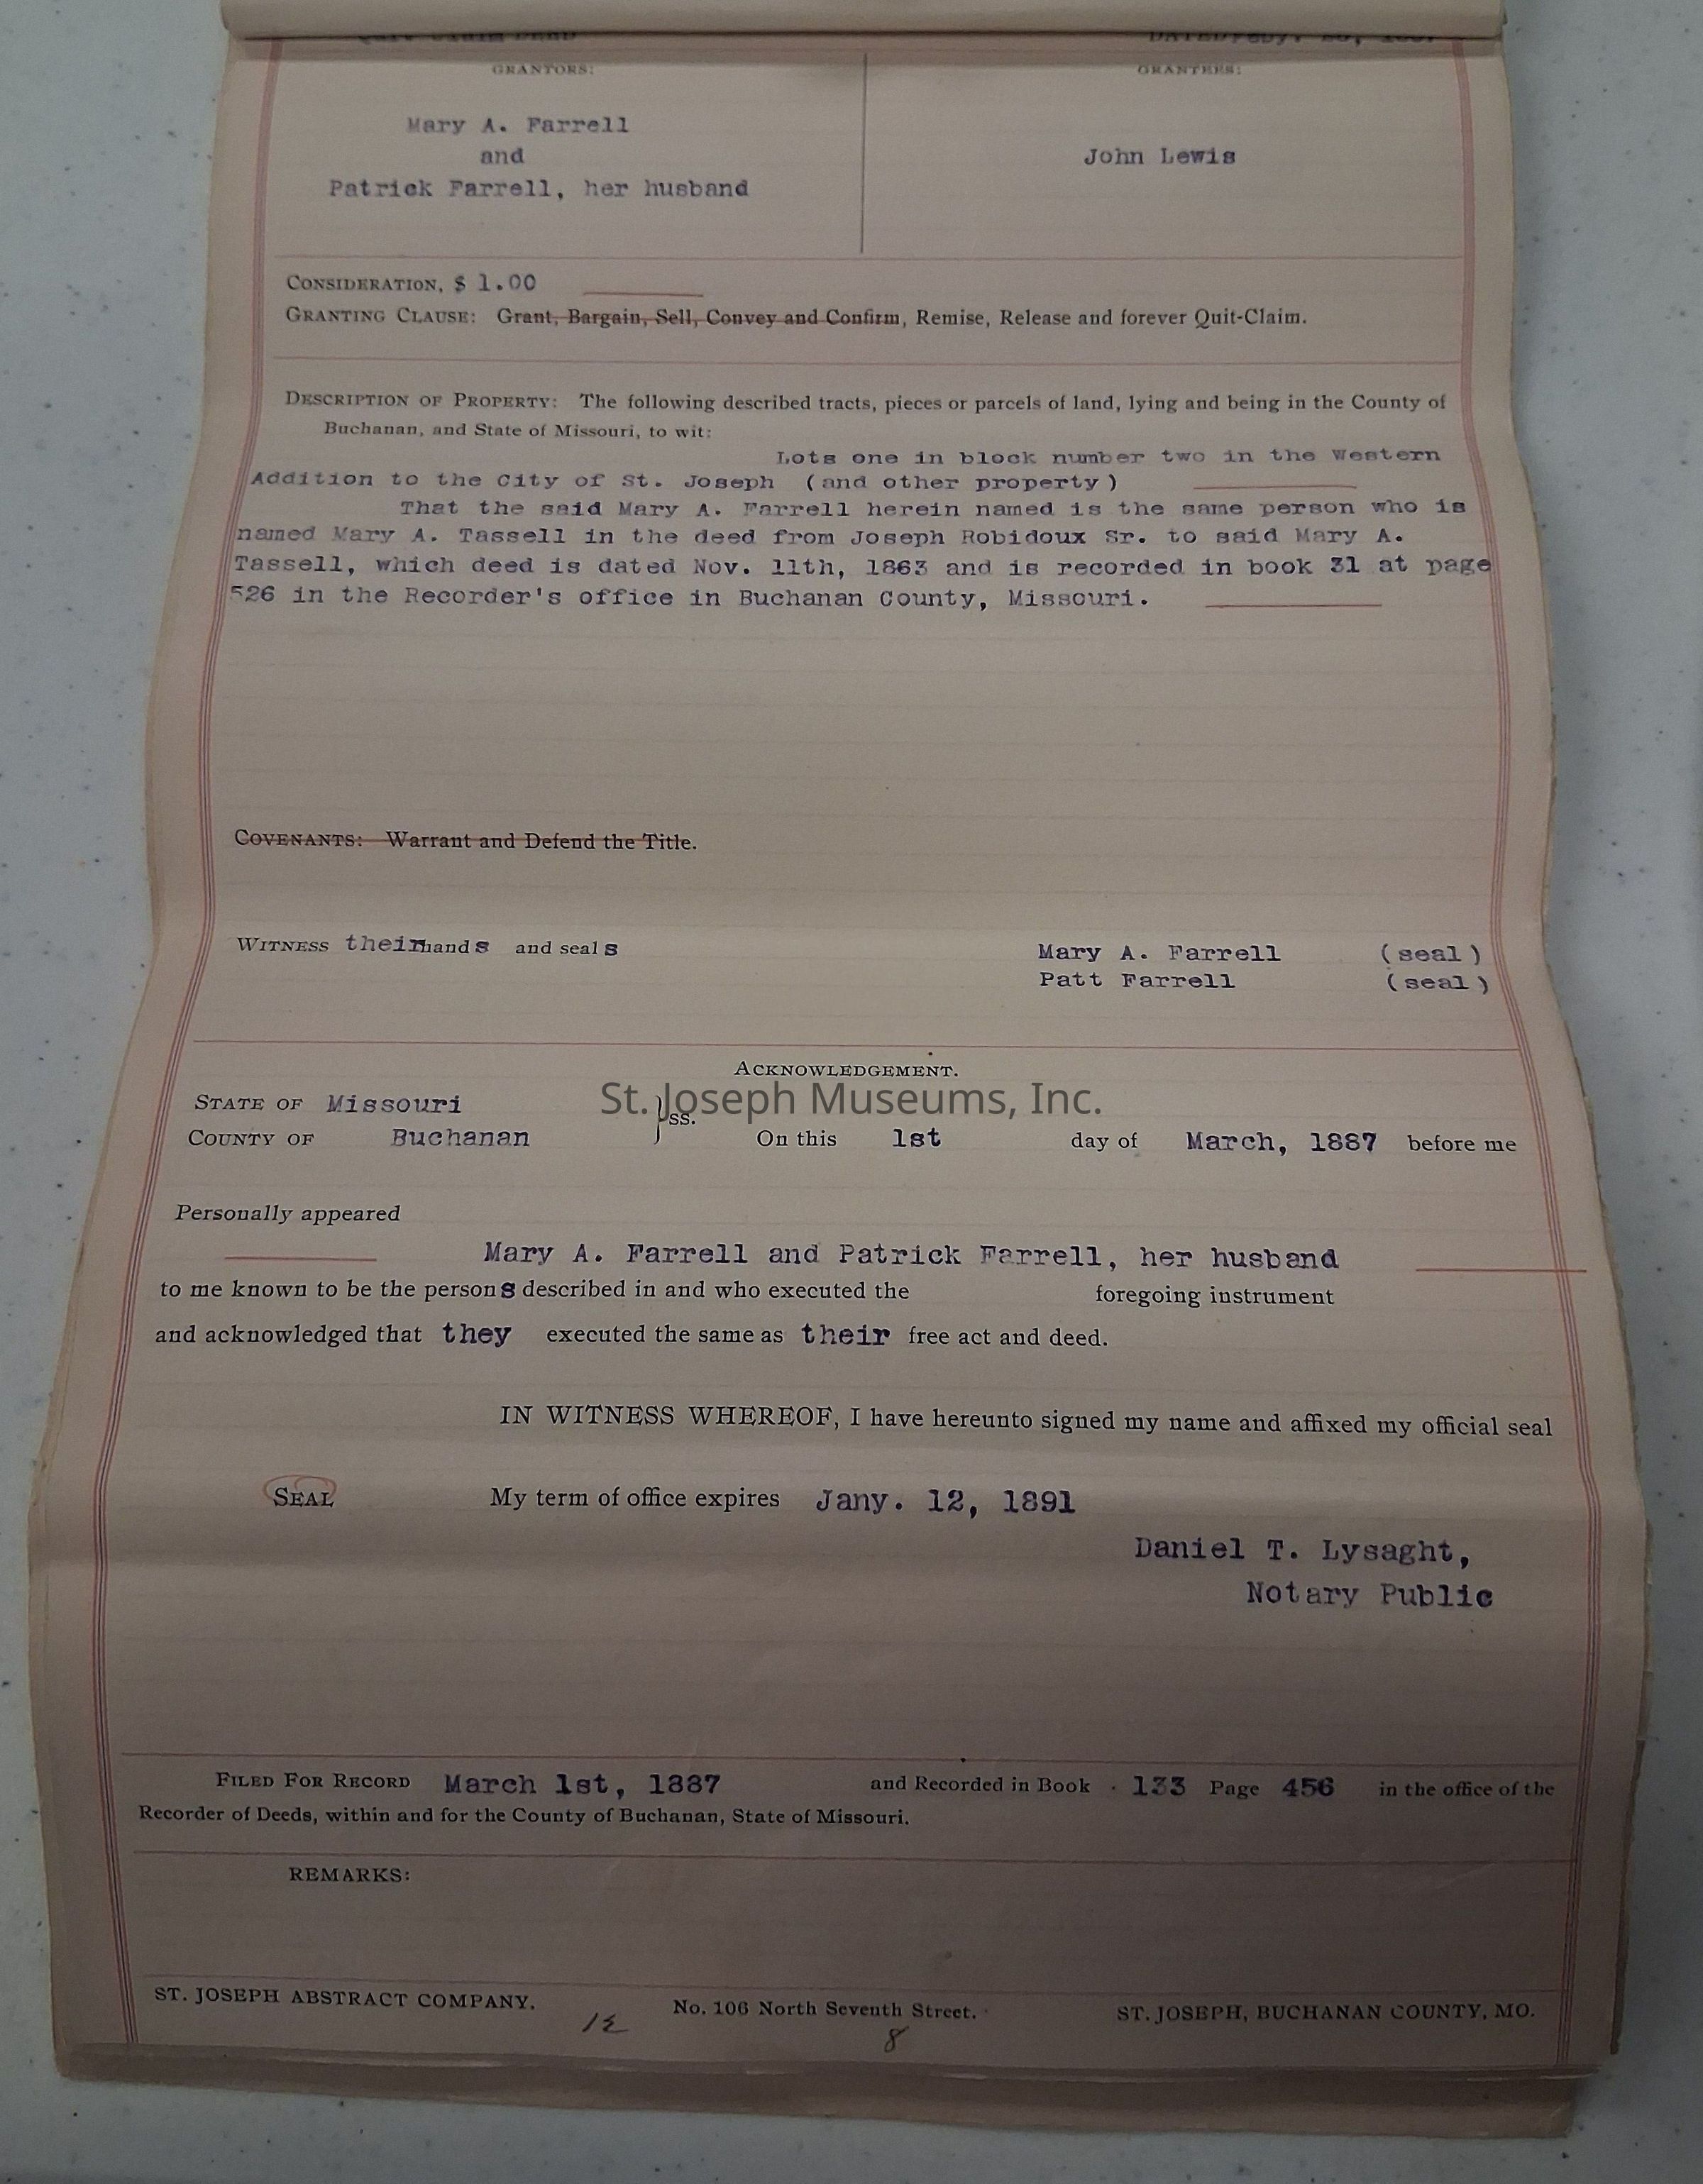 Quit Claim Deed
GRANTORS: GRANTEES:
Mary A. Farrell
and
Patrick Farrell, her husband
John Lewis
CONSIDERATION, $ 1.00
GRANTING CLAUSE: Grant, Bargain, Sell, Convey and Confirm, Remise, Release and forever Quit-Claim.
DESCRIPTION OF PROPERTY: The following described tracts, pieces or parcels of land, lying and being in the County of
Buchanan, and State of Missouri, to wit:
Lots one in block number two in the Western
Addition to the City of St. Joseph (and other property)
That the said Mary A. Farrell herein named is the same person who is
named Mary A. Tassell in the deed from Joseph Robidoux Sr. to said Mary A.
Tassell, which deed is dated Nov. 11th, 1863 and is recorded in book 31 at page
526 in the Recorder's office in Buchanan County, Missouri.
COVENANTS: Warrant and Defend the Title.
WITNESS their hands and seals
Mary A. Farrell (seal)
Patt Farrell (seal)
ACKNOWLEDGEMENT.
St. Joseph Museums, Inc.
STATE OF Missouri
COUNTY OF Buchanan } ss. On this 1st day of March, 1887 before me
Personally appeared
Mary A. Farrell and Patrick Farrell, her husband
to me known to be the persons described in and who executed the foregoing instrument
and acknowledged that they executed the same as their free act and deed.
IN WITNESS WHEREOF, I have hereunto signed my name and affixed my official seal
SEAL My term of office expires Jany. 12, 1891
Daniel T. Lysaght,
Notary Public
FILED FOR RECORD March 1st, 1887 and Recorded in Book 133 Page 456 in the office of the
Recorder of Deeds, within and for the County of Buchanan, State of Missouri.
REMARKS:
ST. JOSEPH ABSTRACT COMPANY. No. 106 North Seventh Street. ST. JOSEPH, BUCHANAN COUNTY, MO.
8